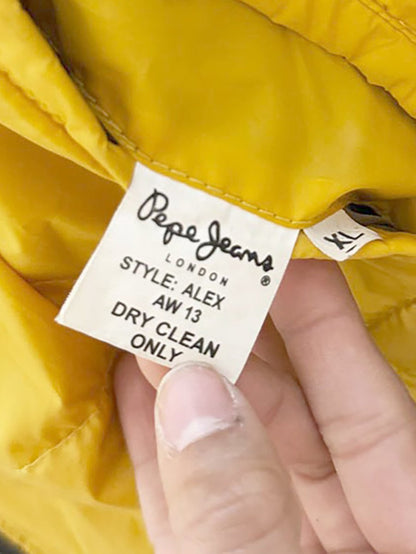 Pepe Jeans
LONDON ®
STYLE: ALEX
AW 13
DRY CLEAN
ONLY
XL